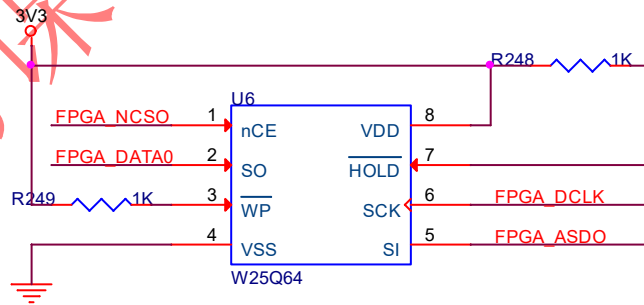 3V3
R248 1K
U6
FPGA_NCSO 1 nCE VDD 8
FPGA_DATA0 2 SO HOLD 7
R249 1K 3 WP SCK 6 FPGA_DCLK
4 VSS SI 5 FPGA_ASDO
W25Q64